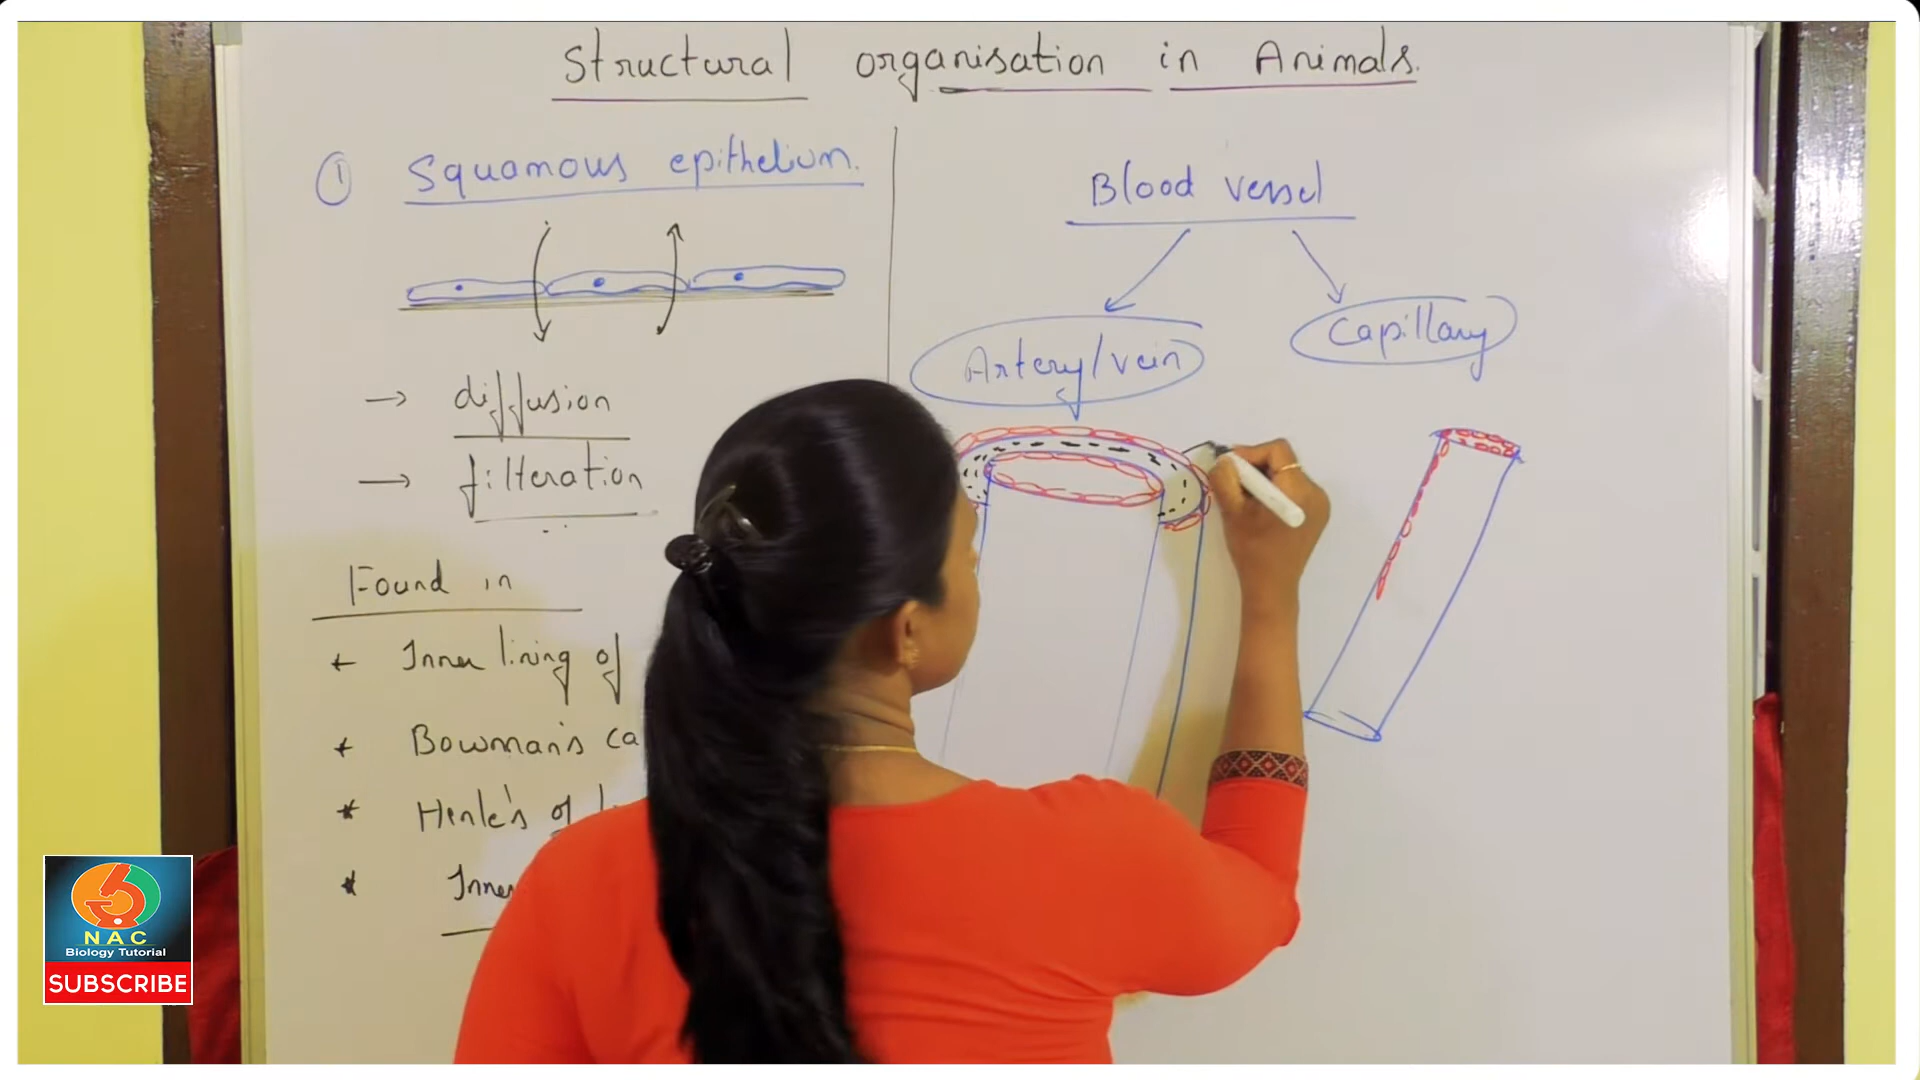 Structural organisation in Animals.
① Squamous epithelium.
→ diffusion
→ filteration
Found in
* Inner lining of
* Bowman's ca
* Henle's of
* Inner
Blood vessel
Artery/vein
Capillary
NAC
Biology Tutorial
SUBSCRIBE